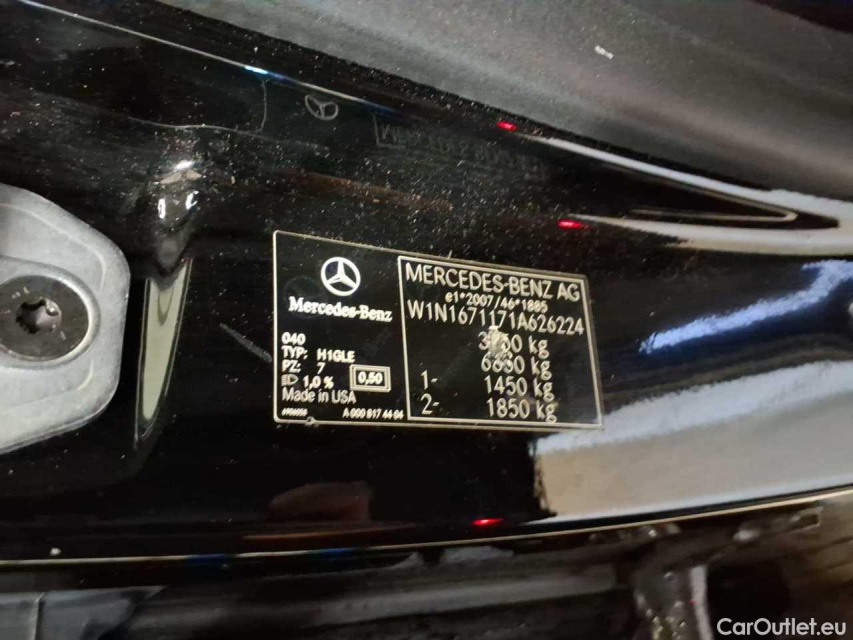 Mercedes-Benz
040
TYP: H1GLE
PZ: 7
1,0 % 0,50
Made in USA
A 000 817 44 04
MERCEDES-BENZ AG
e1*2007/46*1885
W1N1671171A626224
kg
kg
1- 1450 kg
2- 1850 kg
CarOutlet.eu